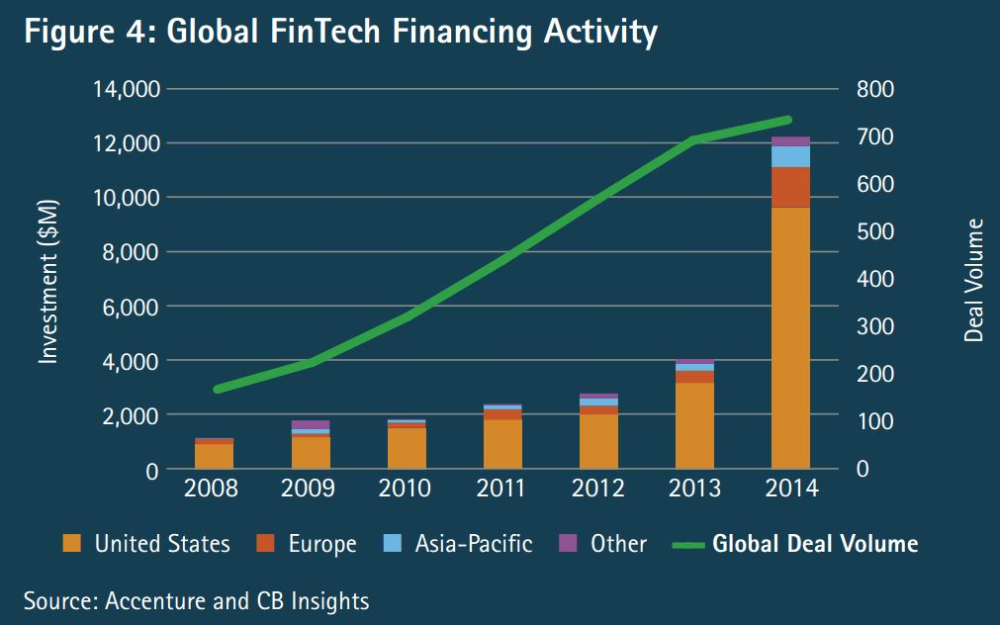 Figure 4: Global FinTech Financing Activity
14,000
12,000
10,000
8,000
6,000
4,000
2,000
0
Investment ($M)
800
700
600
500
400
300
200
100
0
Deal Volume
2008 2009 2010 2011 2012 2013 2014
United States Europe Asia-Pacific Other Global Deal Volume
Source: Accenture and CB Insights